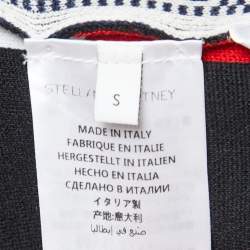 S
STELLA McCARTNEY
MADE IN ITALY
FABRIQUE EN ITALIE
HERGESTELLT IN ITALIEN
HECHO EN ITALIA
СДЕЛАНО В ИТАЛИИ
イタリア製
产地:意大利
صنع في إيطاليا